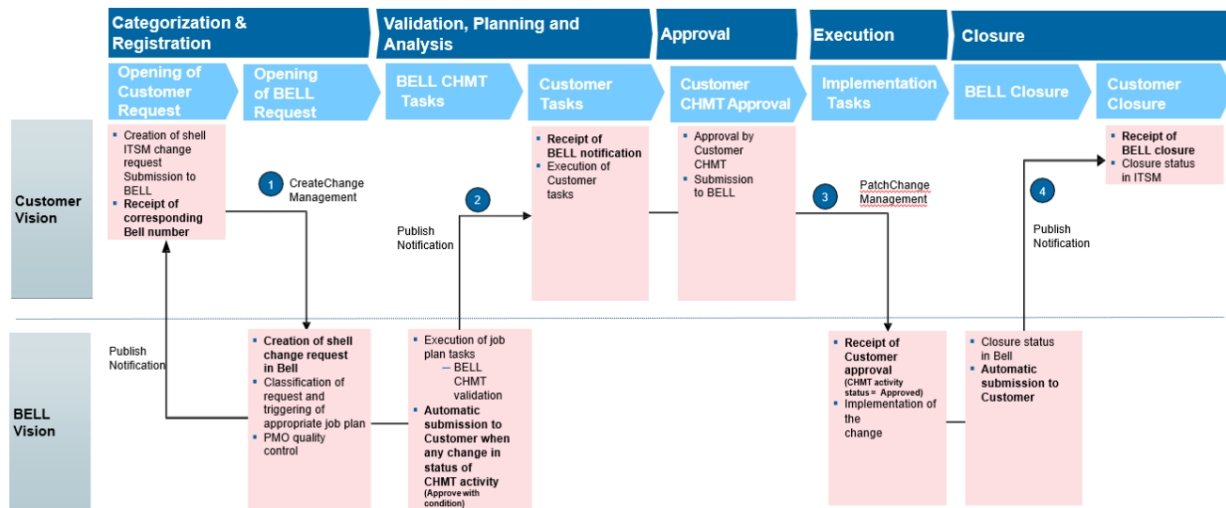 Categorization &
Registration
Validation, Planning and
Analysis
Approval
Execution
Closure
Opening of
Customer
Request
Opening
of BELL
Request
BELL CHMT
Tasks
Customer
Tasks
Customer
CHMT Approval
Implementation
Tasks
BELL Closure
Customer
Closure
Customer
Vision
▪ Creation of shell
ITSM change
request
Submission to
BELL
▪ Receipt of
corresponding
Bell number
1
CreateChange
Management
2
Publish
Notification
▪ Receipt of
BELL notification
▪ Execution of
Customer
tasks
▪ Approval by
Customer
CHMT
▪ Submission
to BELL
3
PatchChange
Management
4
Publish
Notification
▪ Receipt of
BELL closure
▪ Closure status
in ITSM
BELL
Vision
Publish
Notification
▪ Creation of shell
change request
in Bell
▪ Classification of
request and
triggering of
appropriate job plan
▪ PMO quality
control
▪ Execution of job
plan tasks
— BELL
CHMT
validation
▪ Automatic
submission to
Customer when
any change in
status of
CHMT activity
(Approve with
condition)
▪ Receipt of
Customer
approval
(CHMT activity
status = Approved)
▪ Implementation of
the
change
▪ Closure status
in Bell
▪ Automatic
submission to
Customer